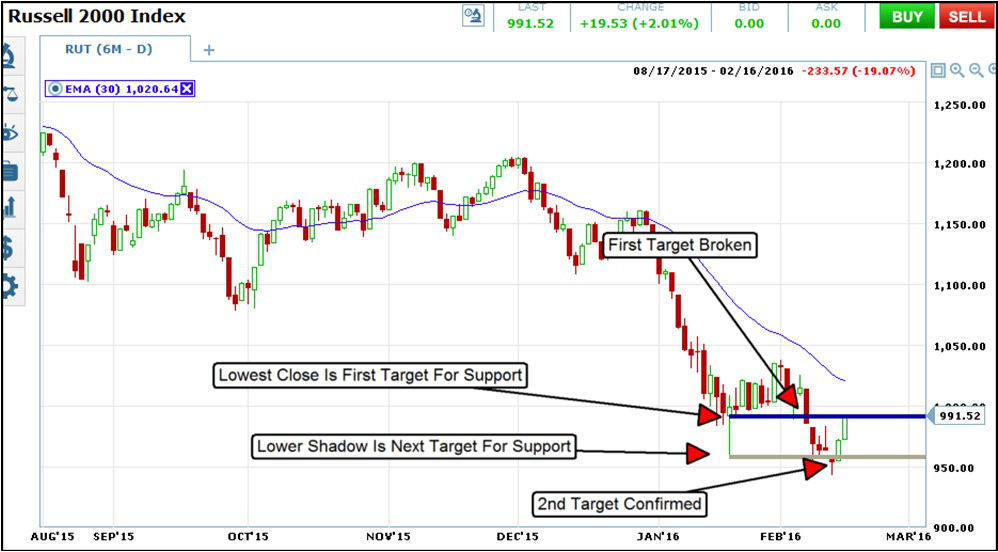 Russell 2000 Index
LAST CHANGE BID ASK
991.52 +19.53 (+2.01%) 0.00 0.00
BUY SELL
RUT (6M - D) +
08/17/2015 - 02/16/2016 -233.57 (-19.07%)
EMA (30) 1,020.64
1,250.00
1,200.00
1,150.00
First Target Broken
1,100.00
1,050.00
Lowest Close Is First Target For Support
991.52
Lower Shadow Is Next Target For Support
950.00
2nd Target Confirmed
900.00
AUG'15 SEP'15 OCT'15 NOV'15 DEC'15 JAN'16 FEB'16 MAR'16